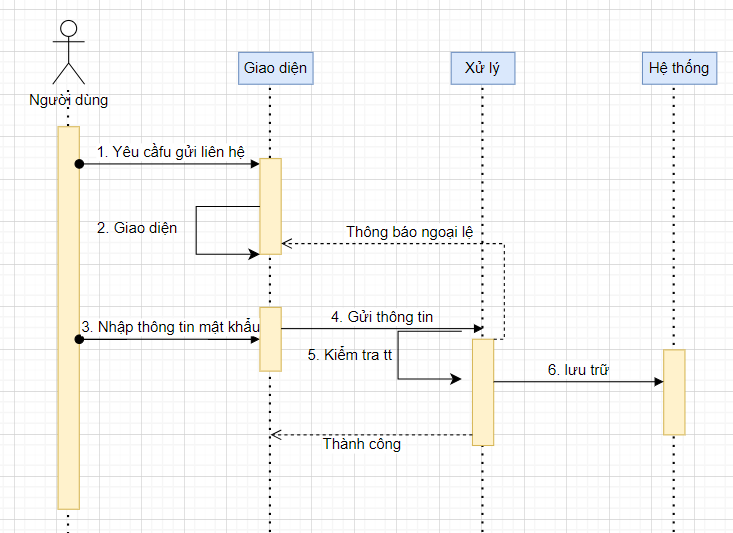 Giao diện
Xử lý
Hệ thống
Người dùng
1. Yêu cầfu gửi liên hệ
2. Giao diện
Thông báo ngoại lệ
3. Nhập thông tin mật khẩu
4. Gửi thông tin
5. Kiểm tra tt
6. lưu trữ
Thành công